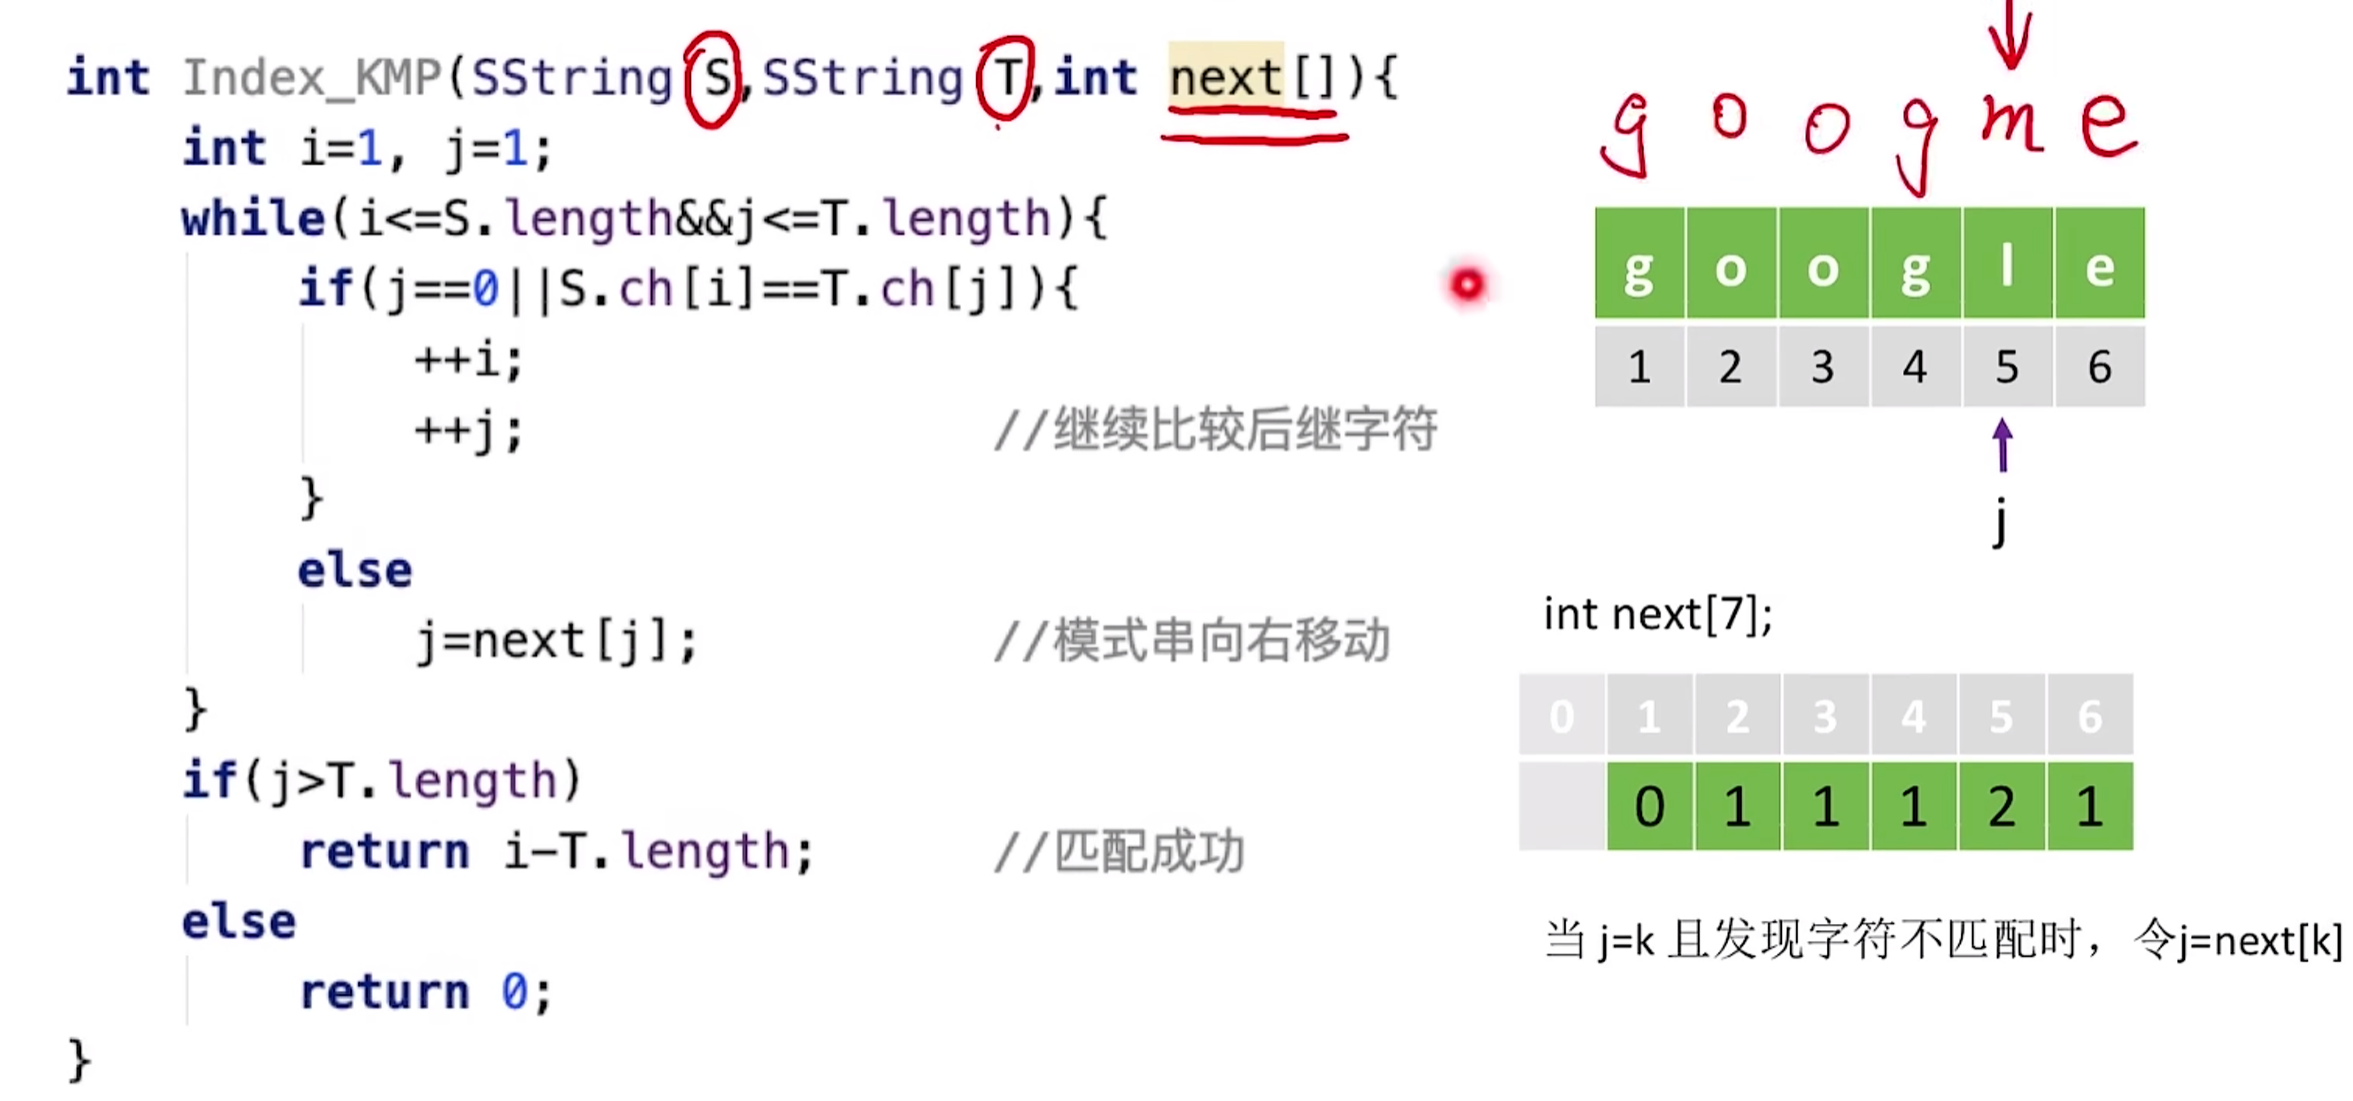 int Index_KMP(SString S,SString T,int next[]){
int i=1, j=1;
while(i<=S.length&&j<=T.length){
if(j==0||S.ch[i]==T.ch[j]){
++i;
++j; //继续比较后继字符
}
else
j=next[j]; //模式串向右移动
}
if(j>T.length)
return i-T.length; //匹配成功
else
return 0;
}
g o o g m e
g o o g l e
1 2 3 4 5 6
j
int next[7];
0 1 2 3 4 5 6
0 1 1 1 2 1
当 j=k 且发现字符不匹配时，令j=next[k]